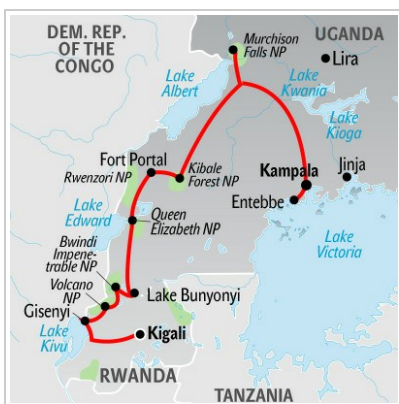 DEM. REP.
OF THE
CONGO
Murchison
Falls NP
UGANDA
Lira
Lake
Albert
Lake
Kwania
Lake
Kioga
Fort Portal
Rwenzori NP
Kibale
Forest NP
Kampala
Jinja
Entebbe
Lake
Edward
Queen
Elizabeth NP
Lake
Victoria
Bwindi
Impene-
trable NP
Volcano
NP
Lake Bunyonyi
Gisenyi
Lake
Kivu
Kigali
RWANDA
TANZANIA